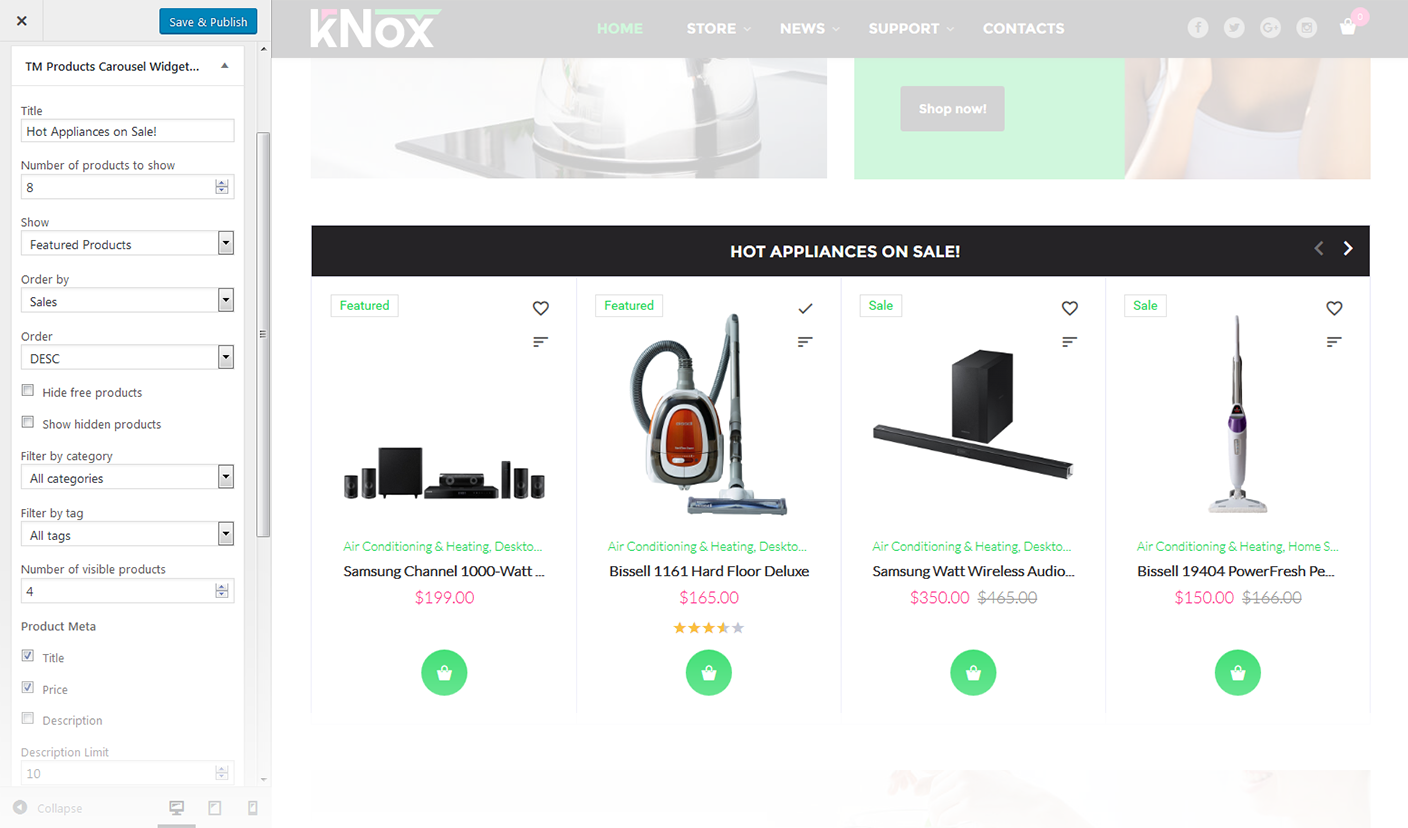 Save & Publish
TM Products Carousel Widget...
Title
Hot Appliances on Sale!
Number of products to show
8
Show
Featured Products
Order by
Sales
Order
DESC
Hide free products
Show hidden products
Filter by category
All categories
Filter by tag
All tags
Number of visible products
4
Product Meta
Title
Price
Description
Description Limit
10
Collapse
kNox
HOME STORE NEWS SUPPORT CONTACTS
0
Shop now!
HOT APPLIANCES ON SALE!
Featured
Air Conditioning & Heating, Deskto...
Samsung Channel 1000-Watt ...
$199.00
Featured
Air Conditioning & Heating, Deskto...
Bissell 1161 Hard Floor Deluxe
$165.00
Sale
Air Conditioning & Heating, Deskto...
Samsung Watt Wireless Audio...
$350.00 $465.00
Sale
Air Conditioning & Heating, Home S...
Bissell 19404 PowerFresh Pe...
$150.00 $166.00